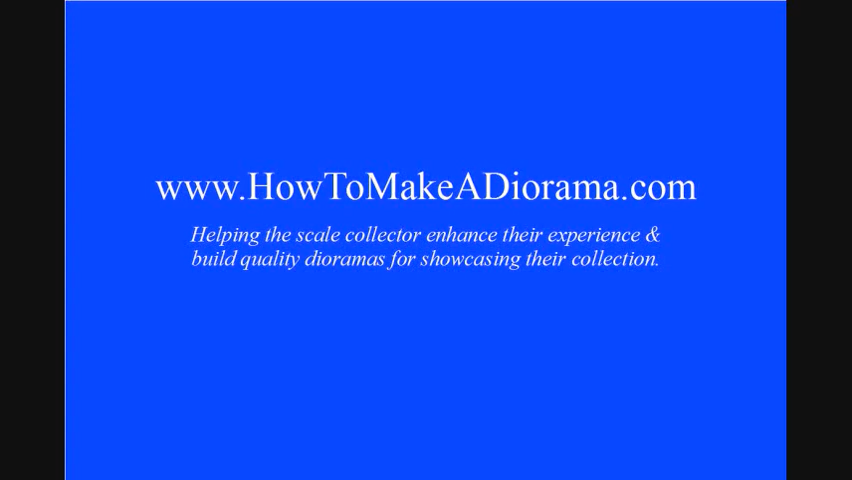 www.HowToMakeADiorama.com
Helping the scale collector enhance their experience &
build quality dioramas for showcasing their collection.